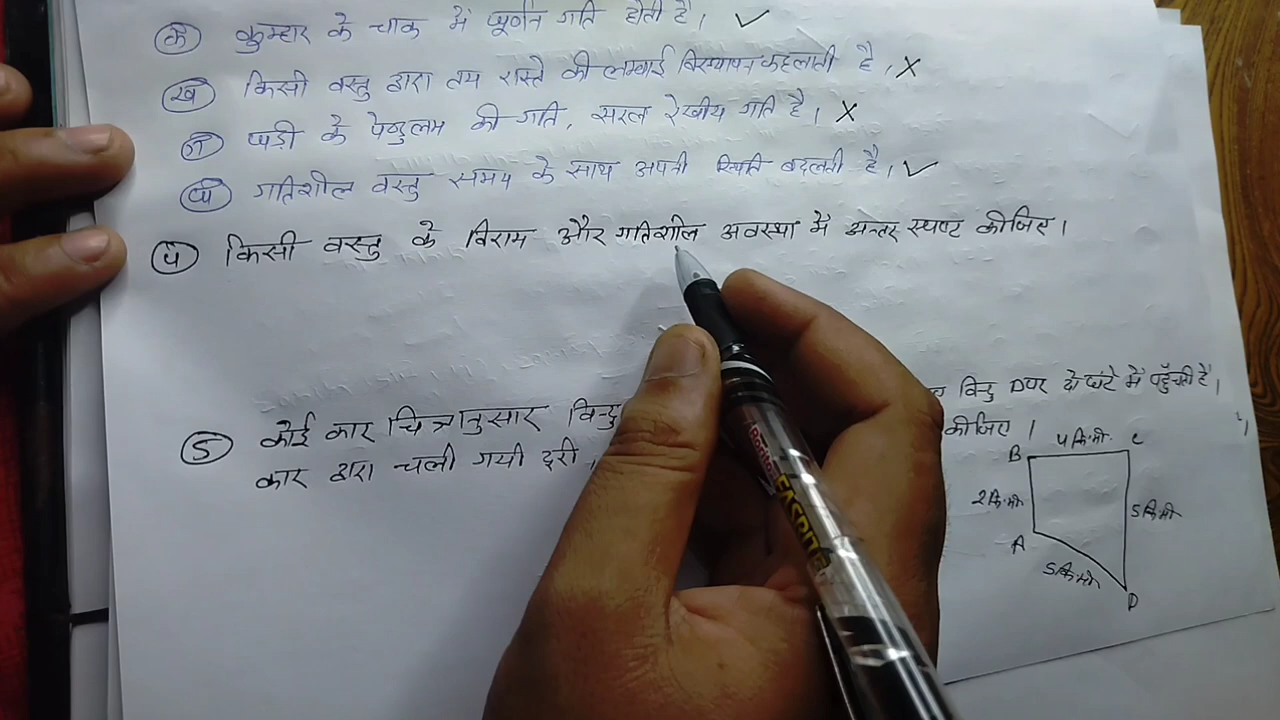 क कुम्हार के चाक में घूर्णन गति होती है। ✓
ख किसी वस्तु द्वारा तय रास्ते की लम्बाई विस्थापन कहलाती है। ×
ग घड़ी के पेण्डुलम की गति, सरल रेखीय गति है। ×
घ गतिशील वस्तु समय के साथ अपनी स्थिति बदलती है। ✓
4 किसी वस्तु के विराम और गतिशील अवस्था में अन्तर स्पष्ट कीजिए।
5 कोई कार चित्रानुसार बिन्दु बिन्दु D पर दो घंटे में पहुँचती है।
कार द्वारा चली गयी दूरी, कीजिए।
B 4 कि.मी. C
2 कि.मी. 5 कि.मी
A
5 कि.मी
D